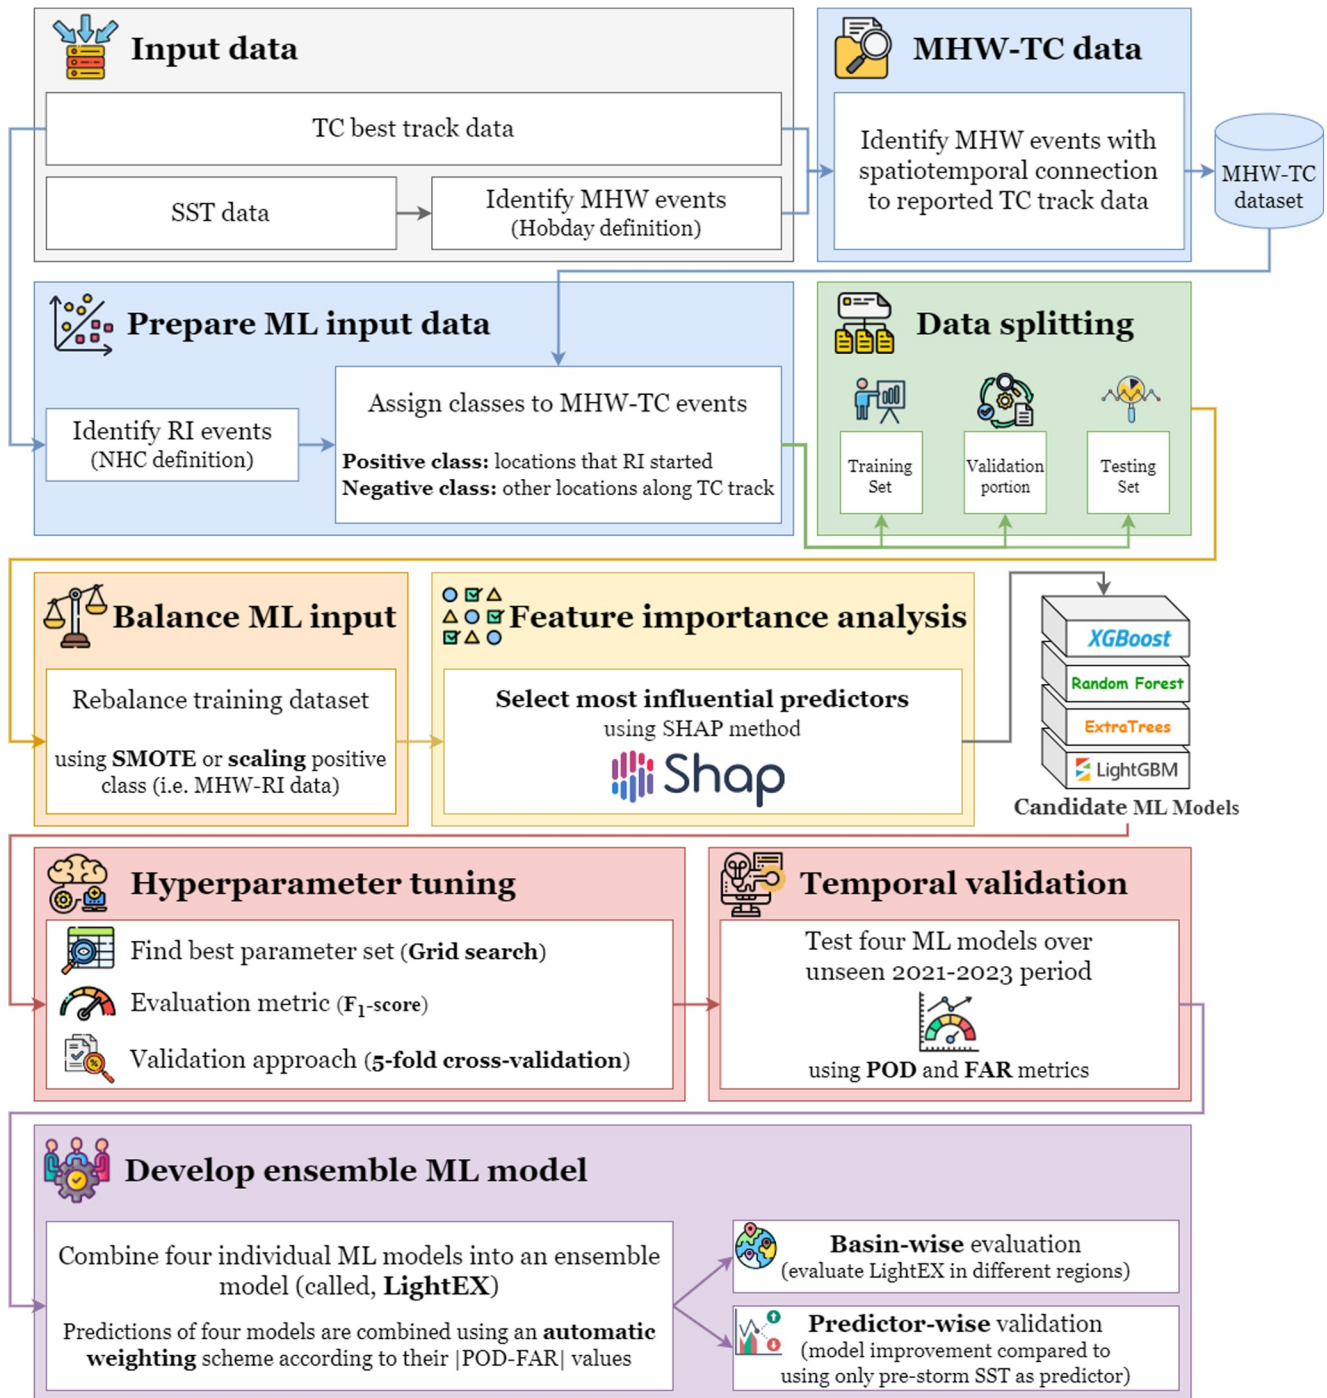 Input data
TC best track data
SST data
Identify MHW events
(Hobday definition)
MHW-TC data
Identify MHW events with
spatiotemporal connection
to reported TC track data
MHW-TC
dataset
Prepare ML input data
Identify RI events
(NHC definition)
Assign classes to MHW-TC events
Positive class: locations that RI started
Negative class: other locations along TC track
Data splitting
Training
Set
Validation
portion
Testing
Set
Balance ML input
Rebalance training dataset
using SMOTE or scaling positive
class (i.e. MHW-RI data)
Feature importance analysis
Select most influential predictors
using SHAP method
Shap
XGBoost
Random Forest
ExtraTrees
LightGBM
Candidate ML Models
Hyperparameter tuning
Find best parameter set (Grid search)
Evaluation metric (F₁-score)
Validation approach (5-fold cross-validation)
Temporal validation
Test four ML models over
unseen 2021-2023 period
using POD and FAR metrics
Develop ensemble ML model
Combine four individual ML models into an ensemble
model (called, LightEX)
Predictions of four models are combined using an automatic
weighting scheme according to their |POD-FAR| values
Basin-wise evaluation
(evaluate LightEX in different regions)
Predictor-wise validation
(model improvement compared to
using only pre-storm SST as predictor)